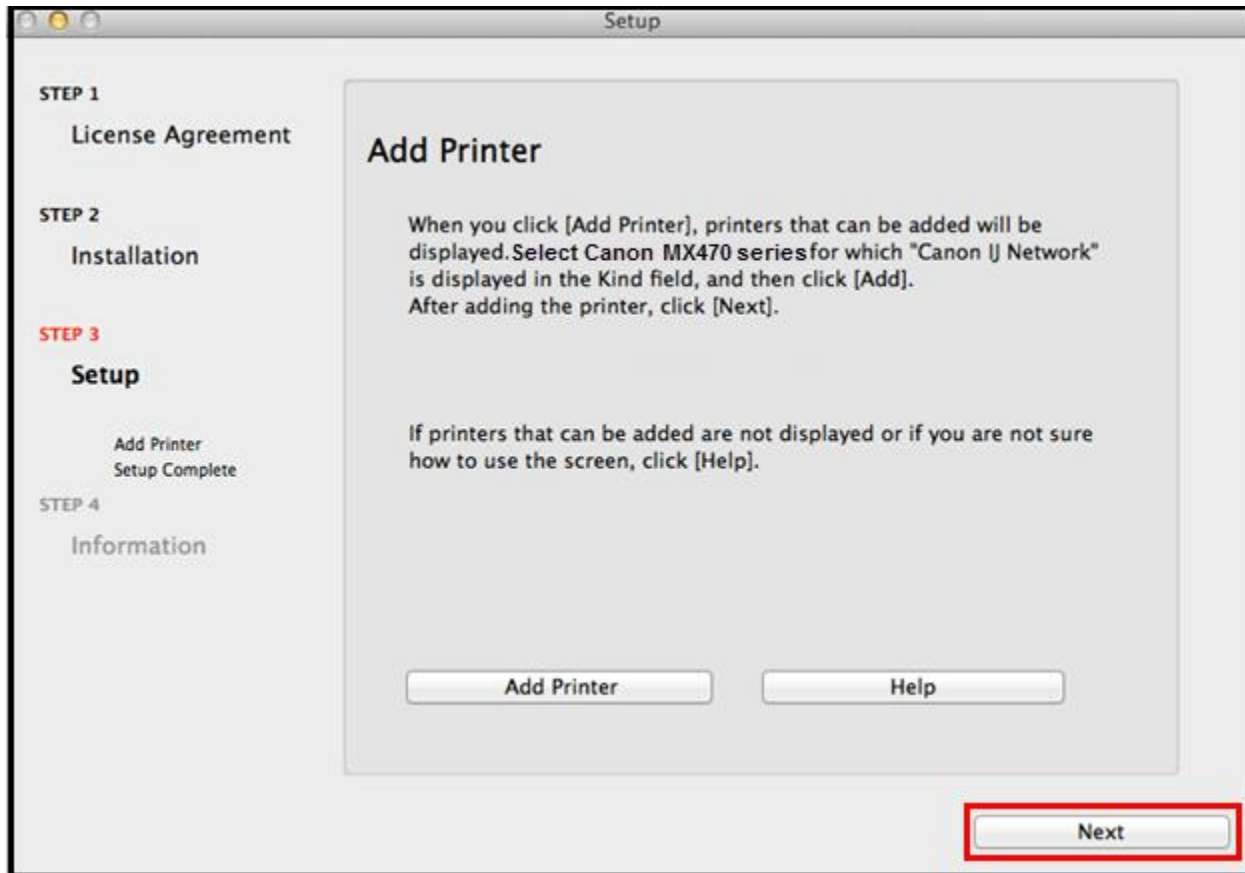 Setup
STEP 1
License Agreement
STEP 2
Installation
STEP 3
Setup
Add Printer
Setup Complete
STEP 4
Information
Add Printer
When you click [Add Printer], printers that can be added will be
displayed.Select Canon MX470 series for which "Canon IJ Network"
is displayed in the Kind field, and then click [Add].
After adding the printer, click [Next].
If printers that can be added are not displayed or if you are not sure
how to use the screen, click [Help].
Add Printer
Help
Next